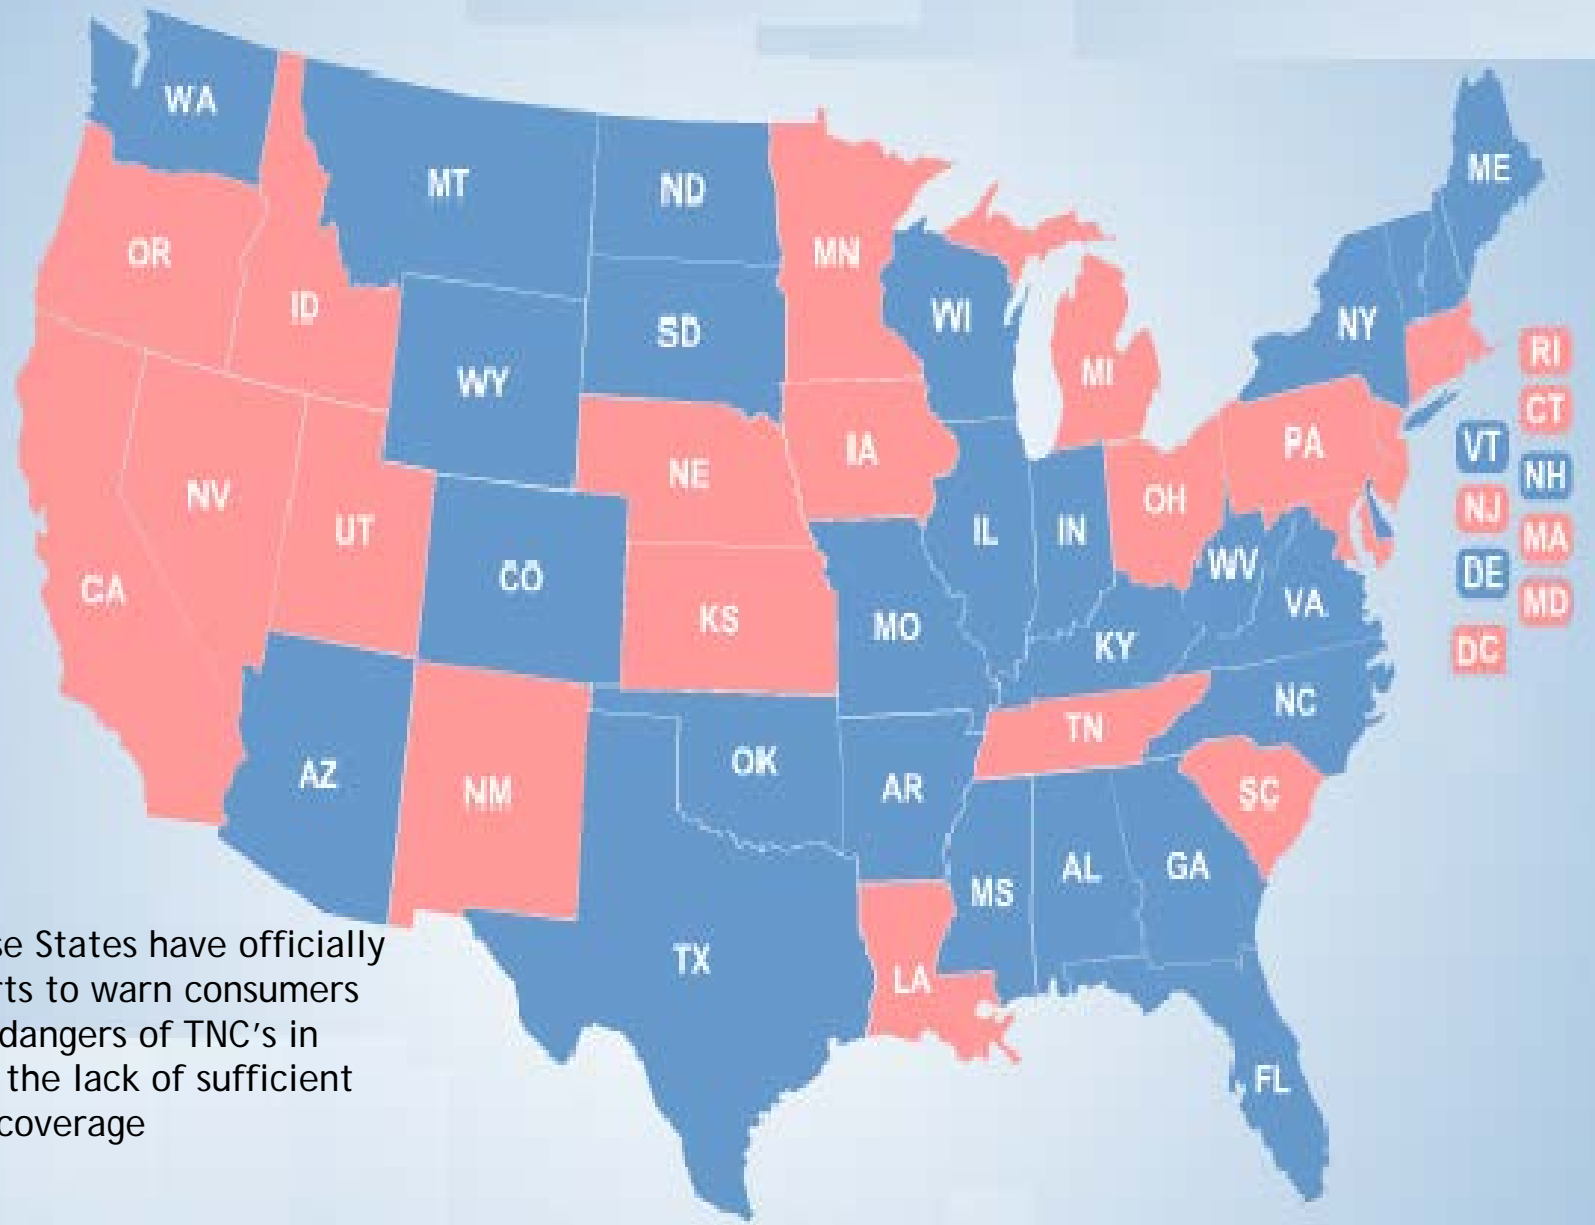 WA
MT
ND
MN
ME
OR
ID
SD
WI
NY
WY
MI
RI
CT
VT
NH
NJ
MA
DE
MD
DC
NV
UT
NE
IA
PA
OH
IL
IN
CA
CO
KS
MO
WV
VA
KY
NC
TN
AZ
NM
OK
AR
SC
MS
AL
GA
TX
LA
FL
States have officially
to warn consumers
dangers of TNC's in
the lack of sufficient
coverage